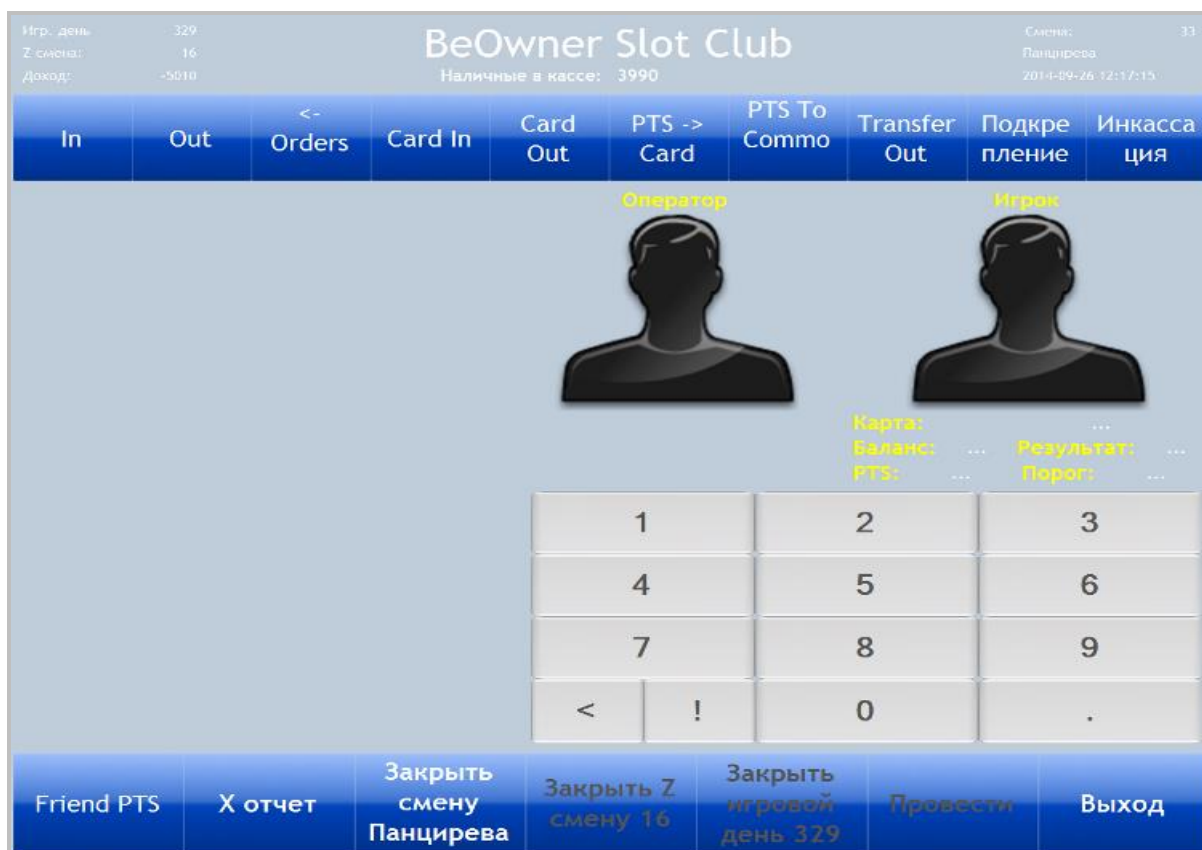 Игр. день 329
Z смена: 16
Доход: -5010
BeOwner Slot Club
Наличные в кассе: 3990
Смена: 33
Панцирева
2014-09-26 12:17:15
In
Out
<-
Orders
Card In
Card
Out
PTS ->
Card
PTS To
Commo
Transfer
Out
Подкре
пление
Инкасса
ция
Оператор
Игрок
Карта: ...
Баланс: ... Результат: ...
PTS: ... Порог: ...
1 2 3
4 5 6
7 8 9
< ! 0 .
Friend PTS
X отчет
Закрыть
смену
Панцирева
Закрыть Z
смену 16
Закрыть
игровой
день 329
Провести
Выход